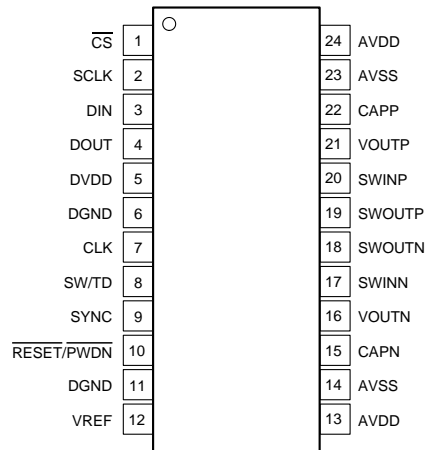 CS 1 24 AVDD
SCLK 2 23 AVSS
DIN 3 22 CAPP
DOUT 4 21 VOUTP
DVDD 5 20 SWINP
DGND 6 19 SWOUTP
CLK 7 18 SWOUTN
SW/TD 8 17 SWINN
SYNC 9 16 VOUTN
RESET/PWDN 10 15 CAPN
DGND 11 14 AVSS
VREF 12 13 AVDD